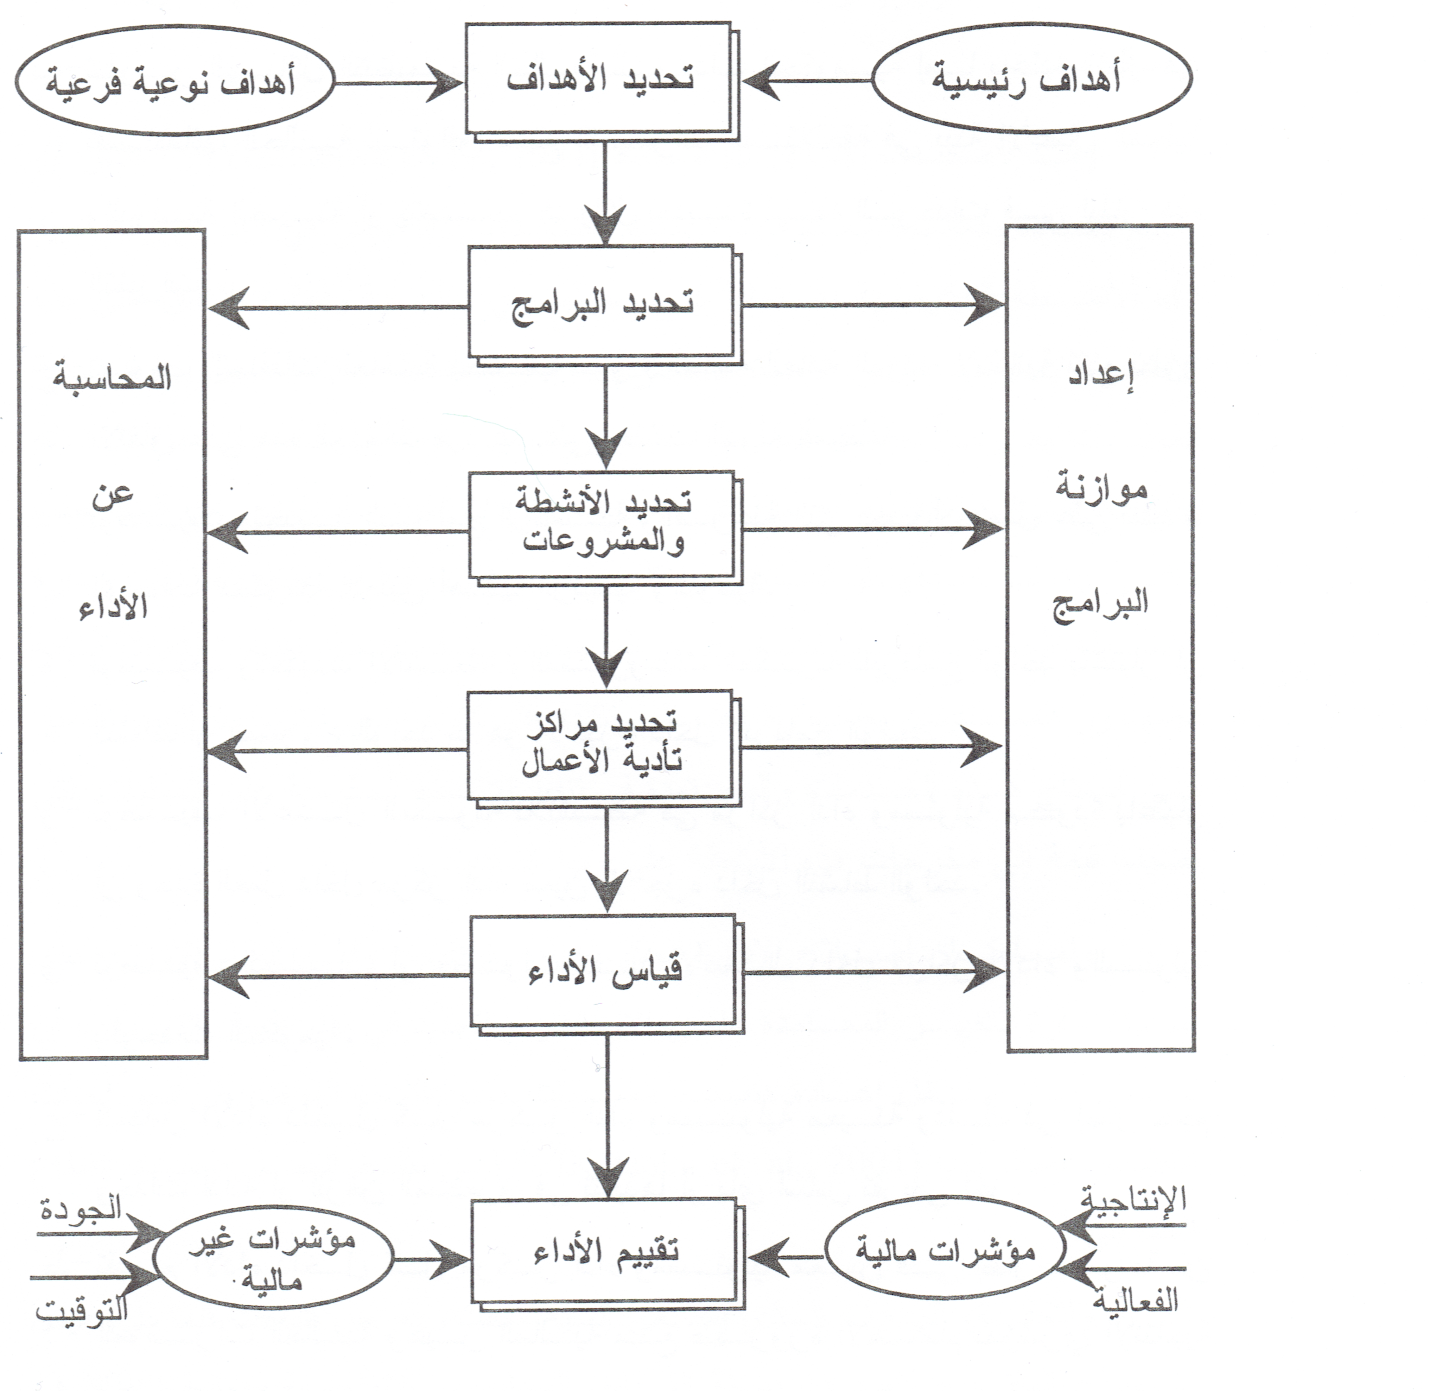 أهداف رئيسية
تحديد الأهداف
أهداف نوعية فرعية
تحديد البرامج
إعداد
موازنة
البرامج
المحاسبة
عن
الأداء
تحديد الأنشطة
والمشروعات
تحديد مراكز
تأدية الأعمال
قياس الأداء
الإنتاجية
مؤشرات مالية
الفعالية
تقييم الأداء
مؤشرات غير
مالية
الجودة
التوقيت